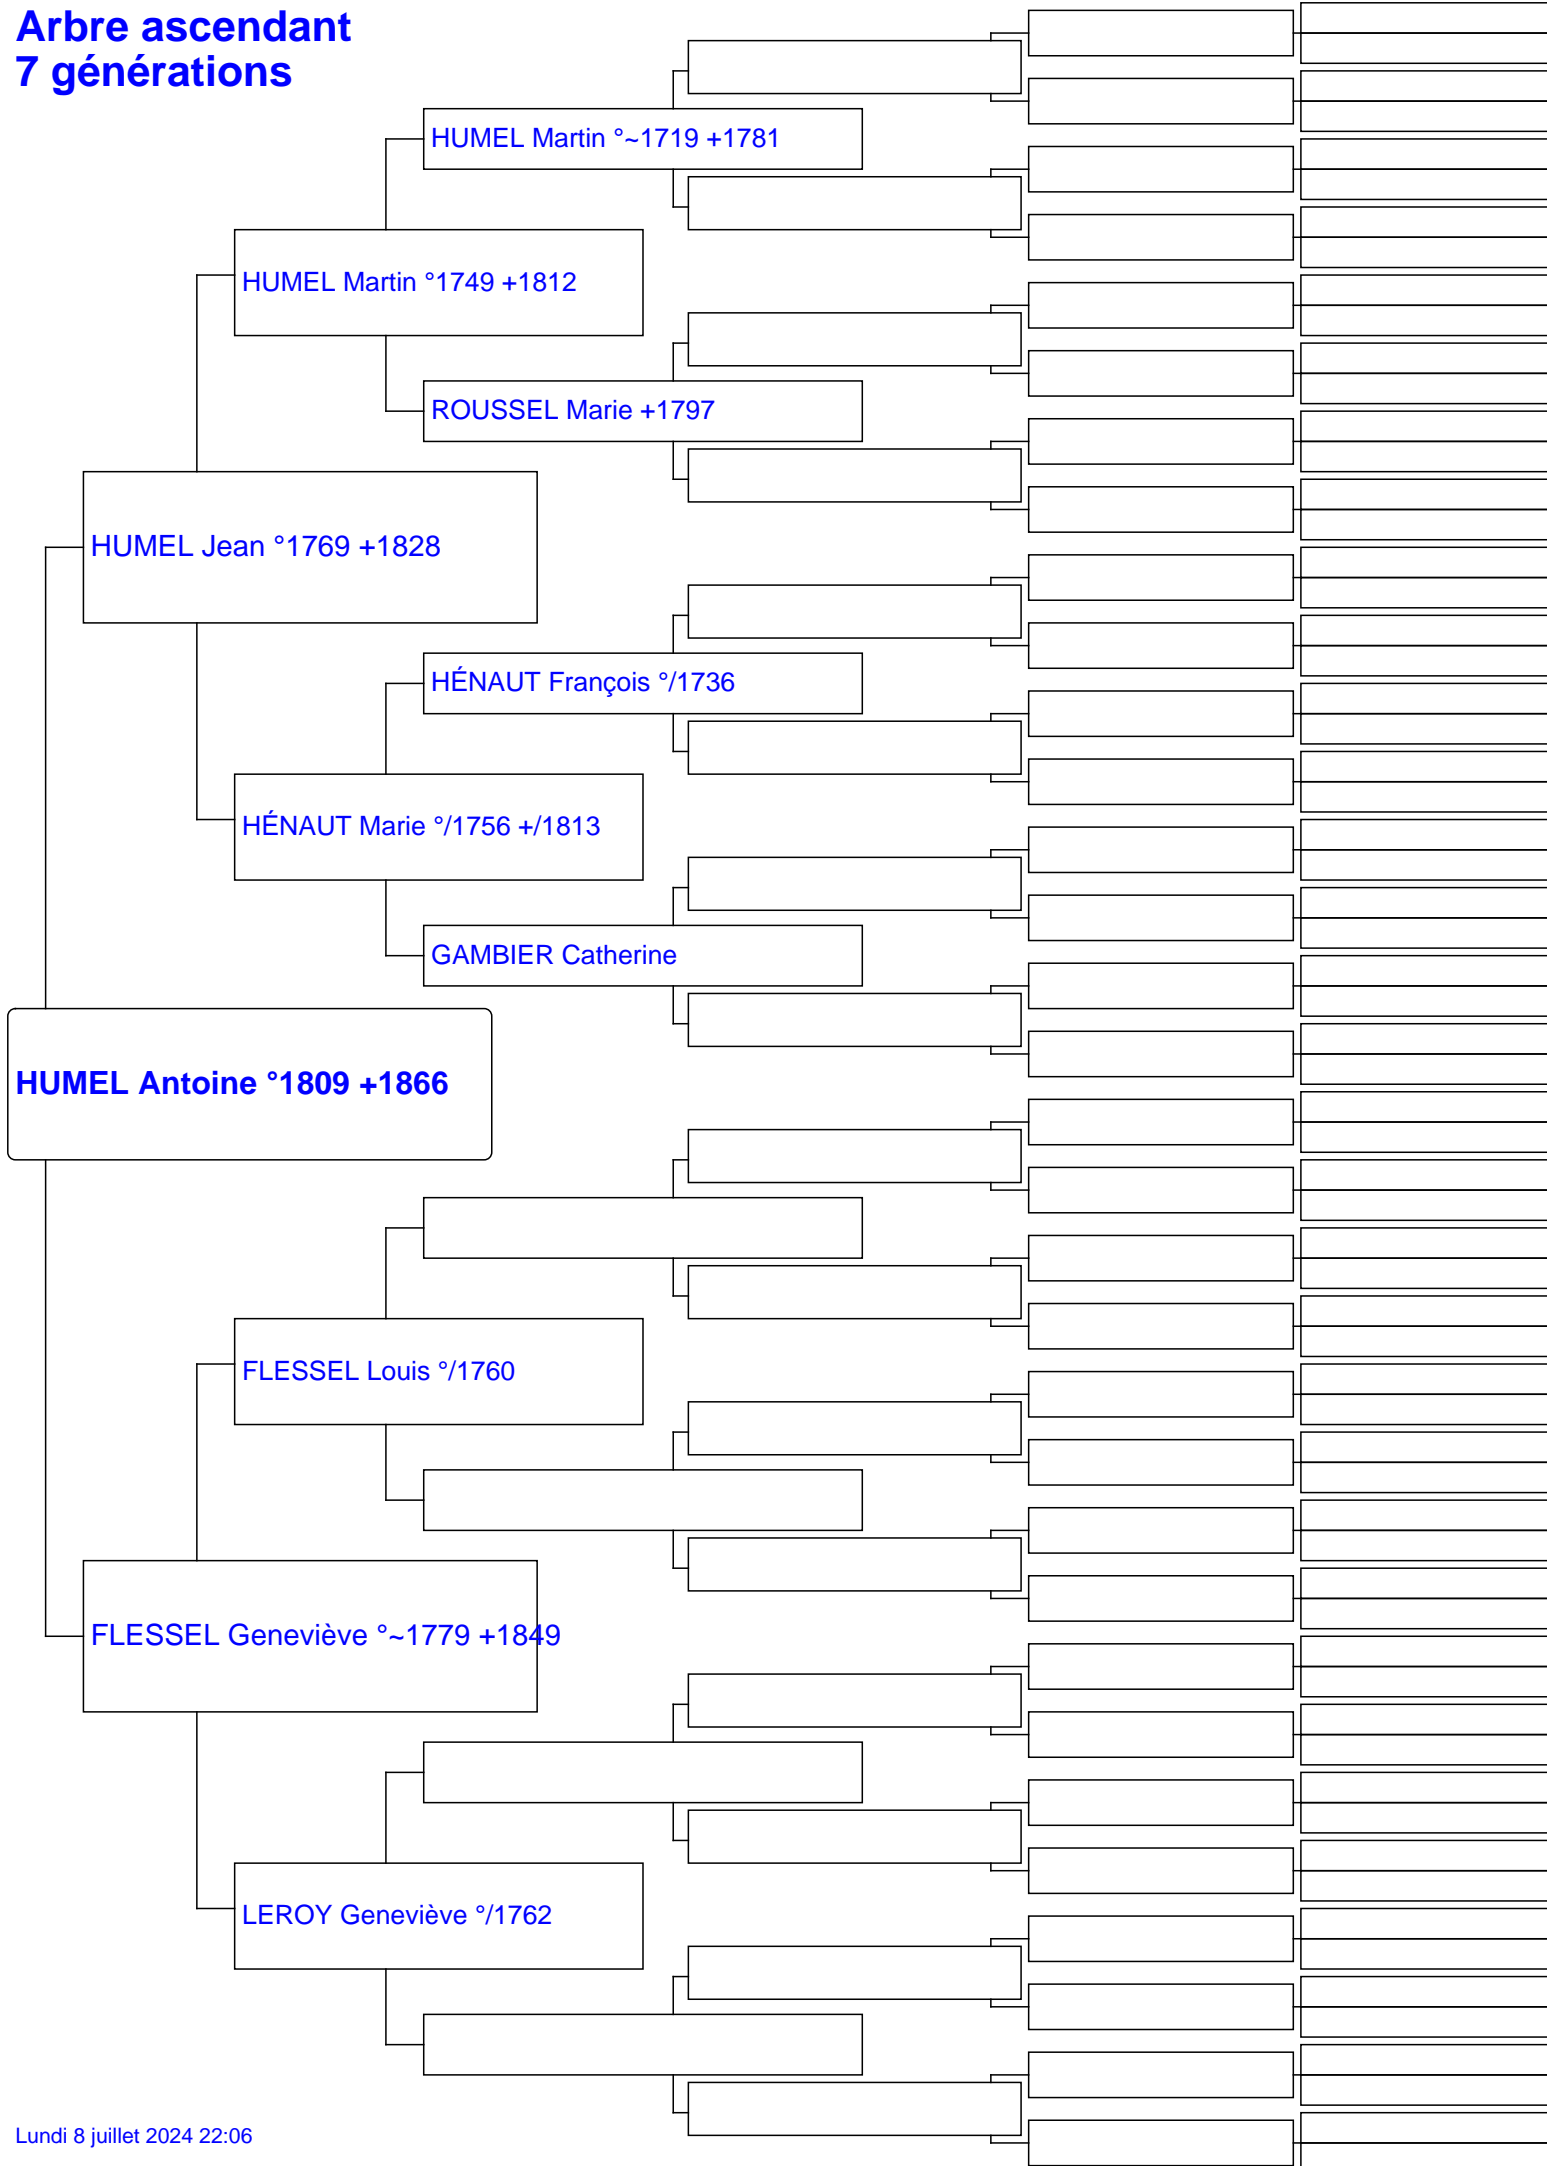 Arbre ascendant
7 générations
HUMEL Martin °~1719 +1781
HUMEL Martin °1749 +1812
ROUSSEL Marie +1797
HUMEL Jean °1769 +1828
HÉNAUT François °/1736
HÉNAUT Marie °/1756 +/1813
GAMBIER Catherine
HUMEL Antoine °1809 +1866
FLESSEL Louis °/1760
FLESSEL Geneviève °~1779 +1849
LEROY Geneviève °/1762
Lundi 8 juillet 2024 22:06